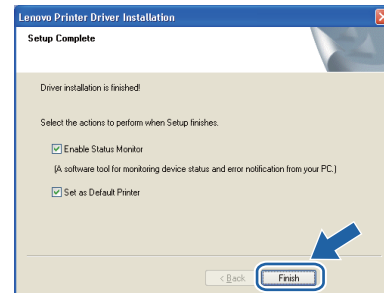 Lenovo Printer Driver Installation
Setup Complete
Driver installation is finished!
Select the actions to perform when Setup finishes.
Enable Status Monitor
(A software tool for monitoring device status and error notification from your PC.)
Set as Default Printer
< Back
Finish